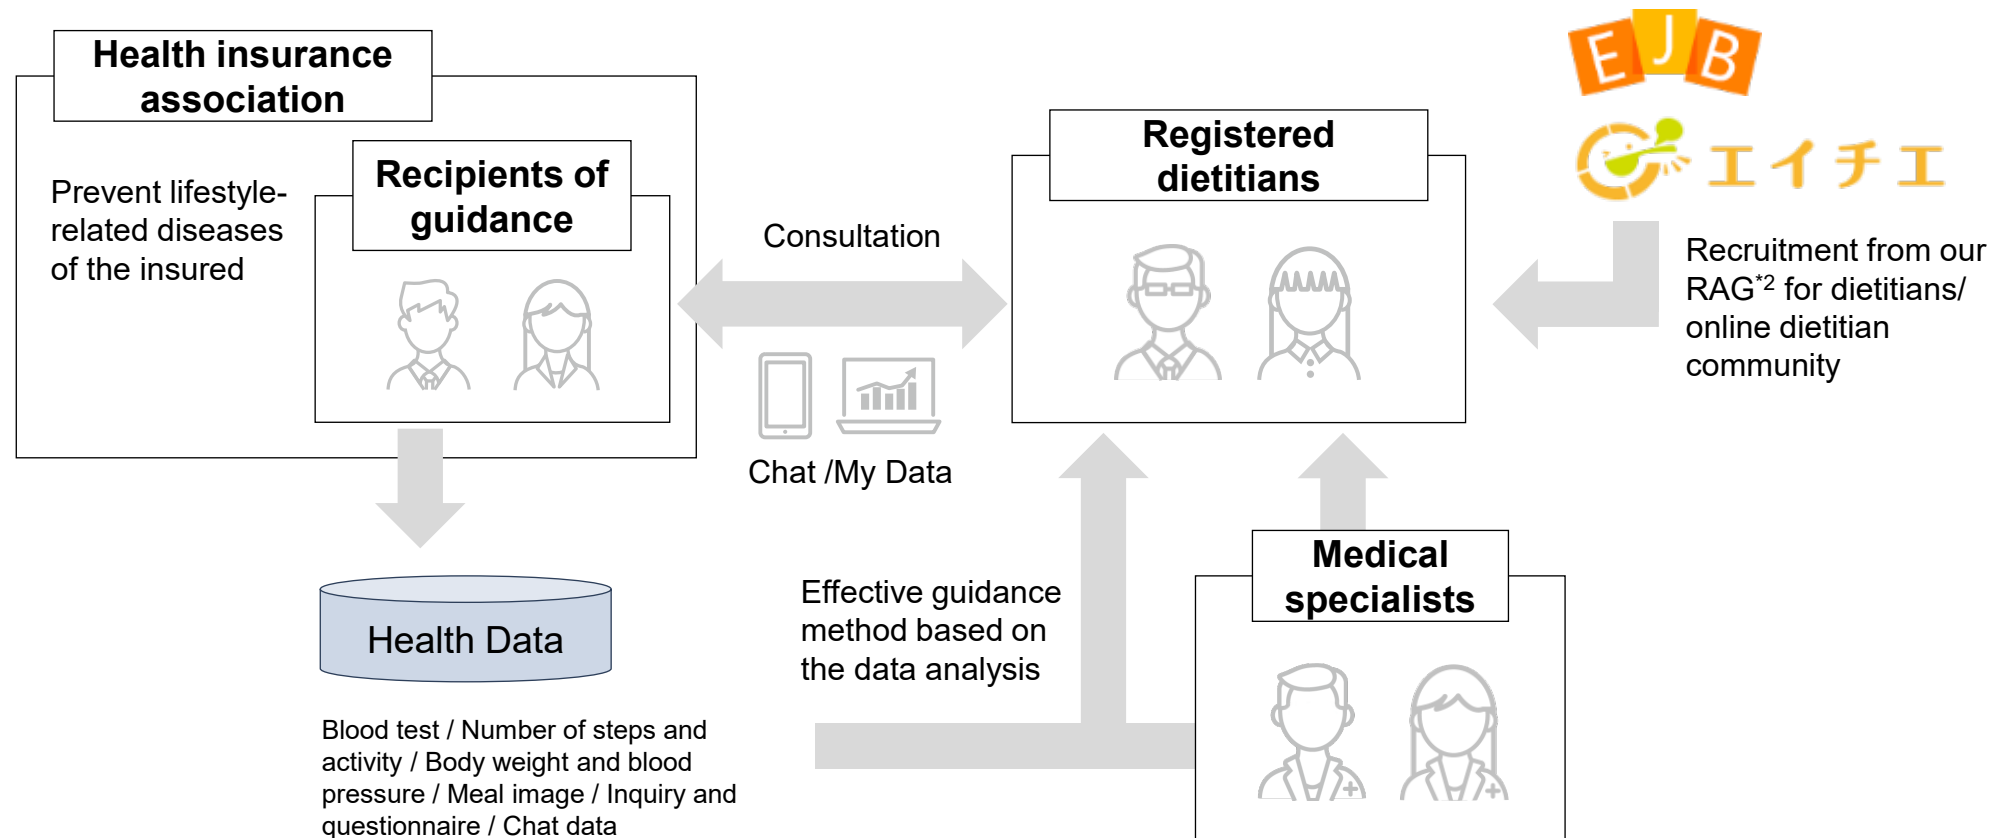 Health insurance
association
Prevent lifestyle-
related diseases
of the insured
Recipients of
guidance
Consultation
Chat /My Data
Registered
dietitians
EJB
エイチエ
Recruitment from our
RAG*2 for dietitians/
online dietitian
community
Health Data
Blood test / Number of steps and
activity / Body weight and blood
pressure / Meal image / Inquiry and
questionnaire / Chat data
Effective guidance
method based on
the data analysis
Medical
specialists